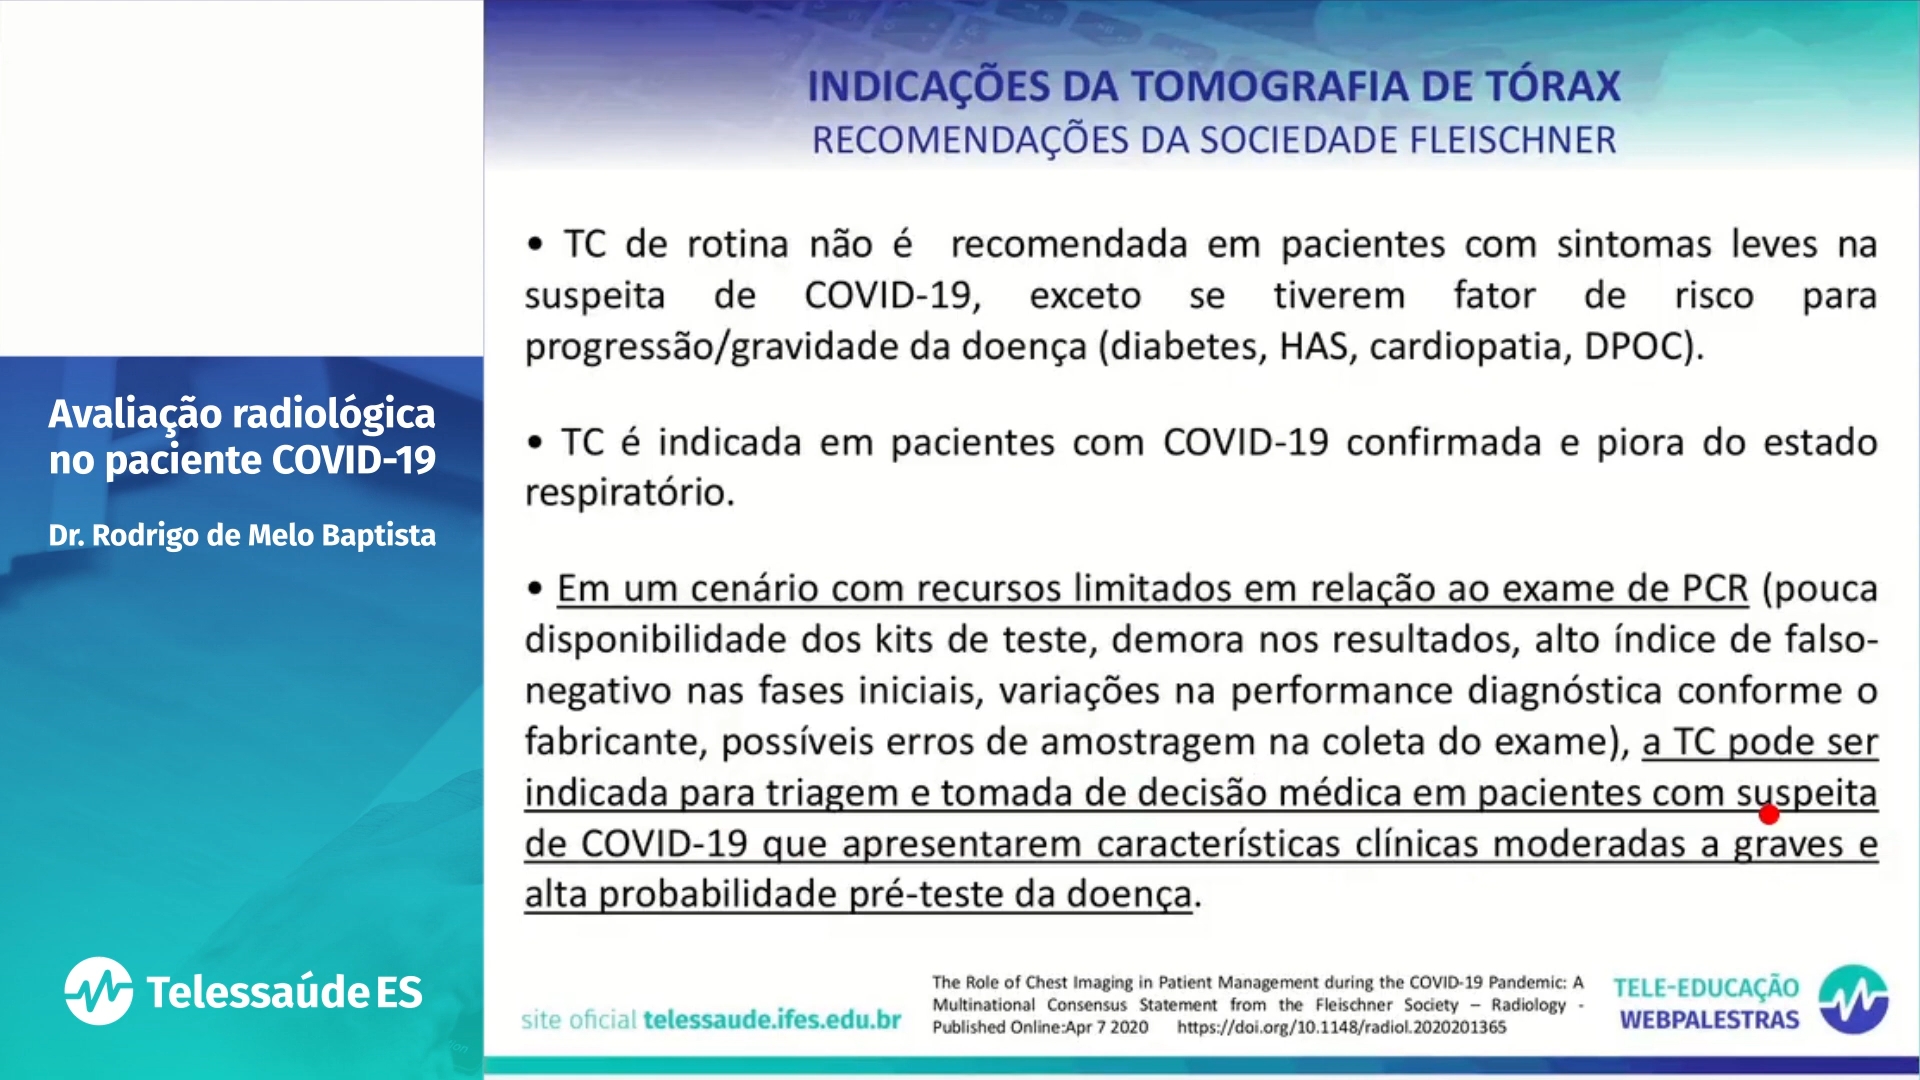 Avaliação radiológica
no paciente COVID-19
Dr. Rodrigo de Melo Baptista
Telessaúde ES
INDICAÇÕES DA TOMOGRAFIA DE TÓRAX
RECOMENDAÇÕES DA SOCIEDADE FLEISCHNER
• TC de rotina não é recomendada em pacientes com sintomas leves na
suspeita de COVID-19, exceto se tiverem fator de risco para
progressão/gravidade da doença (diabetes, HAS, cardiopatia, DPOC).
• TC é indicada em pacientes com COVID-19 confirmada e piora do estado
respiratório.
• Em um cenário com recursos limitados em relação ao exame de PCR (pouca
disponibilidade dos kits de teste, demora nos resultados, alto índice de falso-
negativo nas fases iniciais, variações na performance diagnóstica conforme o
fabricante, possíveis erros de amostragem na coleta do exame), a TC pode ser
indicada para triagem e tomada de decisão médica em pacientes com suspeita
de COVID-19 que apresentarem características clínicas moderadas a graves e
alta probabilidade pré-teste da doença.
site oficial telessaude.ifes.edu.br
The Role of Chest Imaging in Patient Management during the COVID-19 Pandemic: A
Multinational Consensus Statement from the Fleischner Society – Radiology -
Published Online:Apr 7 2020 https://doi.org/10.1148/radiol.2020201365
TELE-EDUCAÇÃO
WEBPALESTRAS